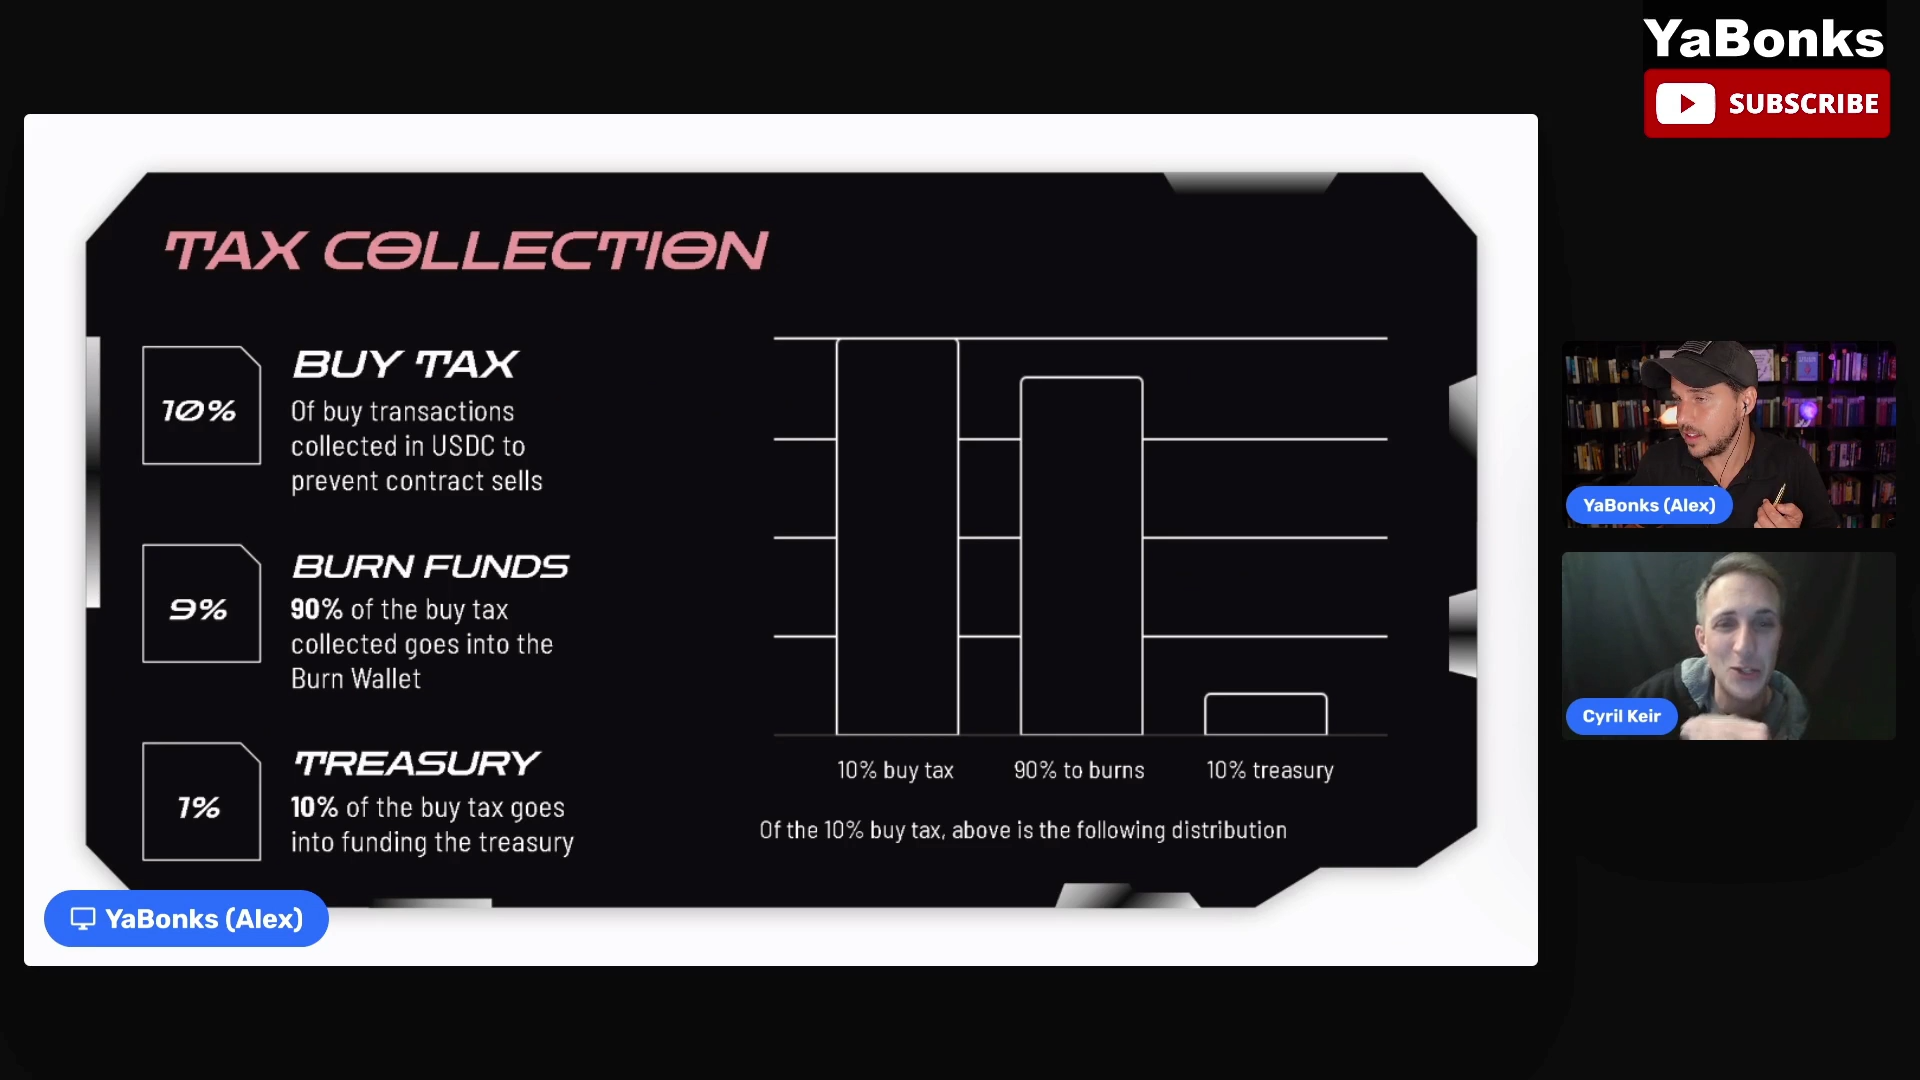 YaBonks
SUBSCRIBE
TAX COLLECTION
10%
BUY TAX
Of buy transactions
collected in USDC to
prevent contract sells
9%
BURN FUNDS
90% of the buy tax
collected goes into the
Burn Wallet
1%
TREASURY
10% of the buy tax goes
into funding the treasury
10% buy tax
90% to burns
10% treasury
Of the 10% buy tax, above is the following distribution
YaBonks (Alex)
YaBonks (Alex)
Cyril Keir